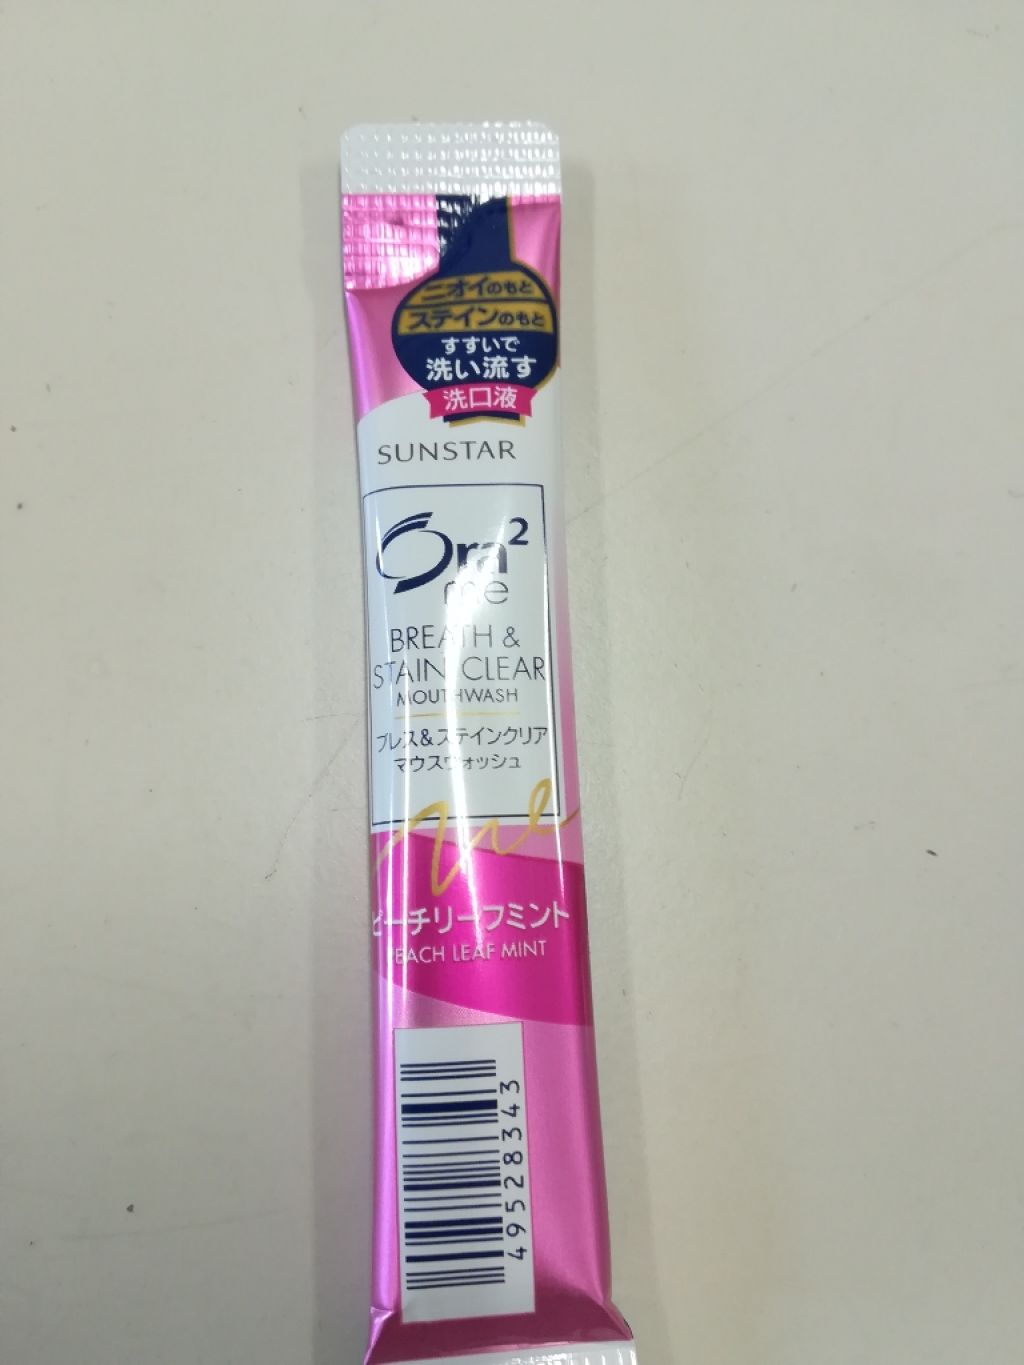 ニオイのもと
ステインのもと
すすいで
洗い流す
洗口液
SUNSTAR
Ora²
me
BREATH &
STAIN CLEAR
MOUTHWASH
ブレス&ステインクリア
マウスウォッシュ
me
ピーチリーフミント
PEACH LEAF MINT
49528343